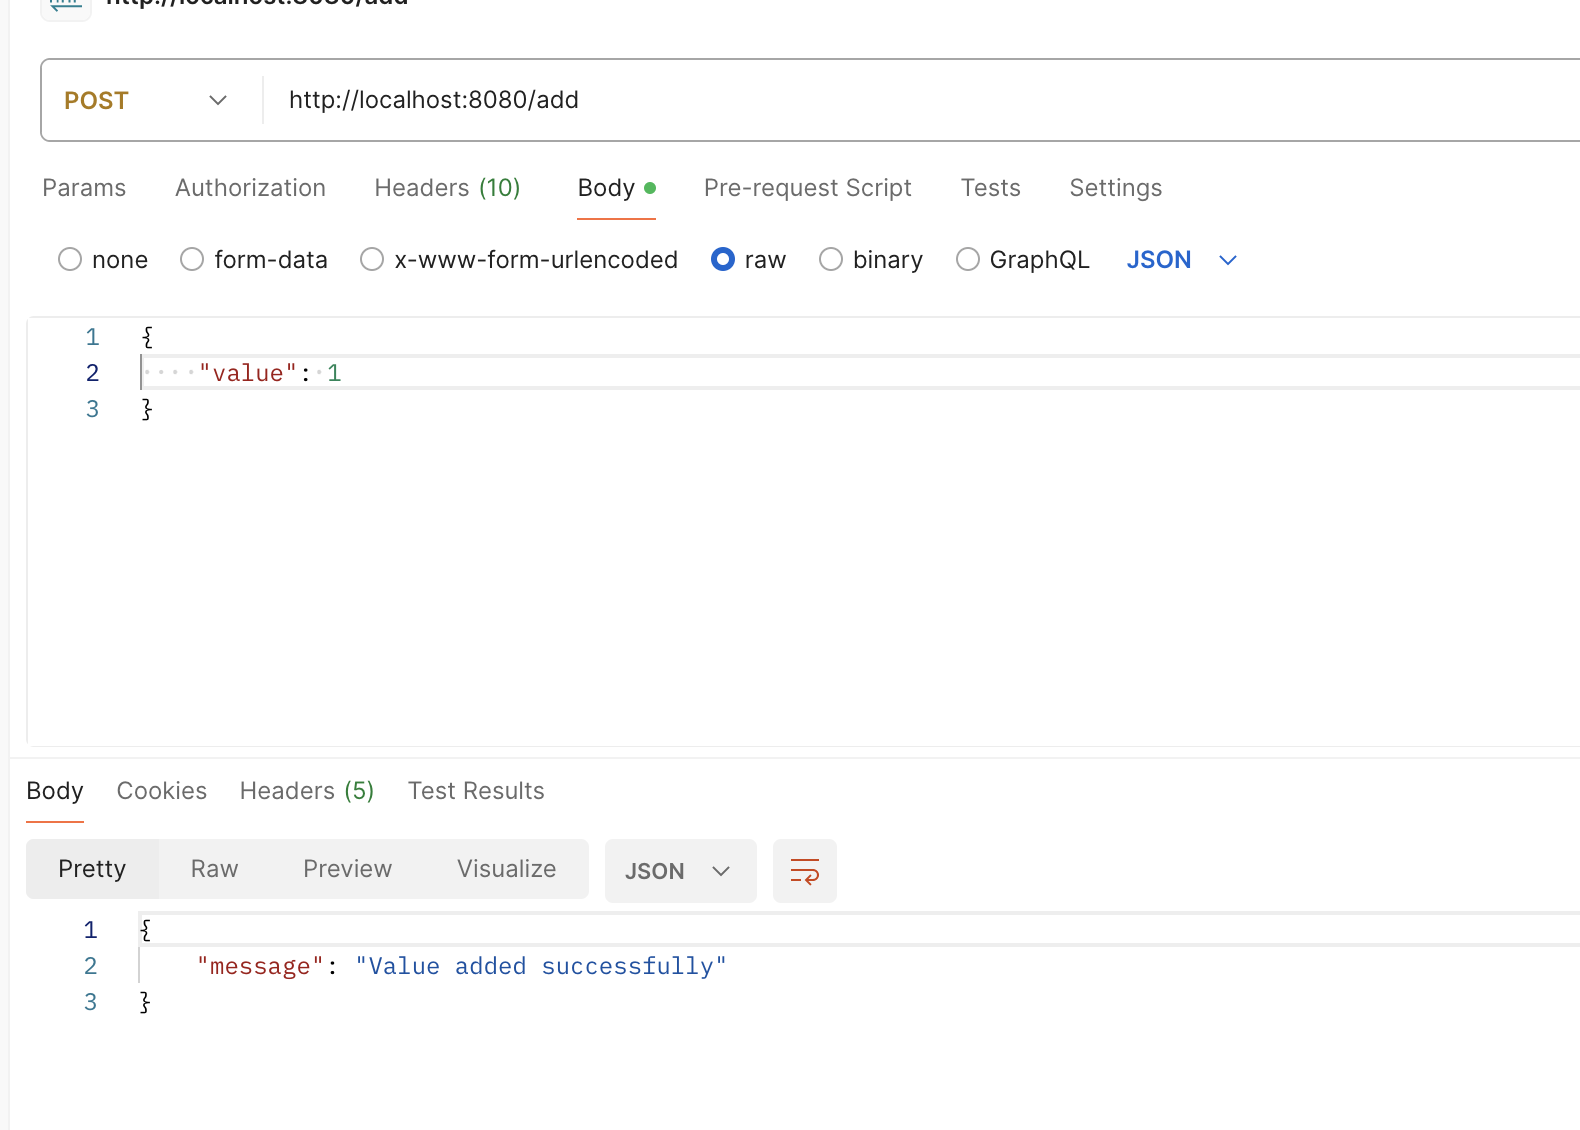 http://localhost:8080/add
POST http://localhost:8080/add
Params Authorization Headers (10) Body Pre-request Script Tests Settings
none form-data x-www-form-urlencoded raw binary GraphQL JSON
1 {
2 ····"value":·1
3 }
Body Cookies Headers (5) Test Results
Pretty Raw Preview Visualize JSON
1 {
2 "message": "Value added successfully"
3 }